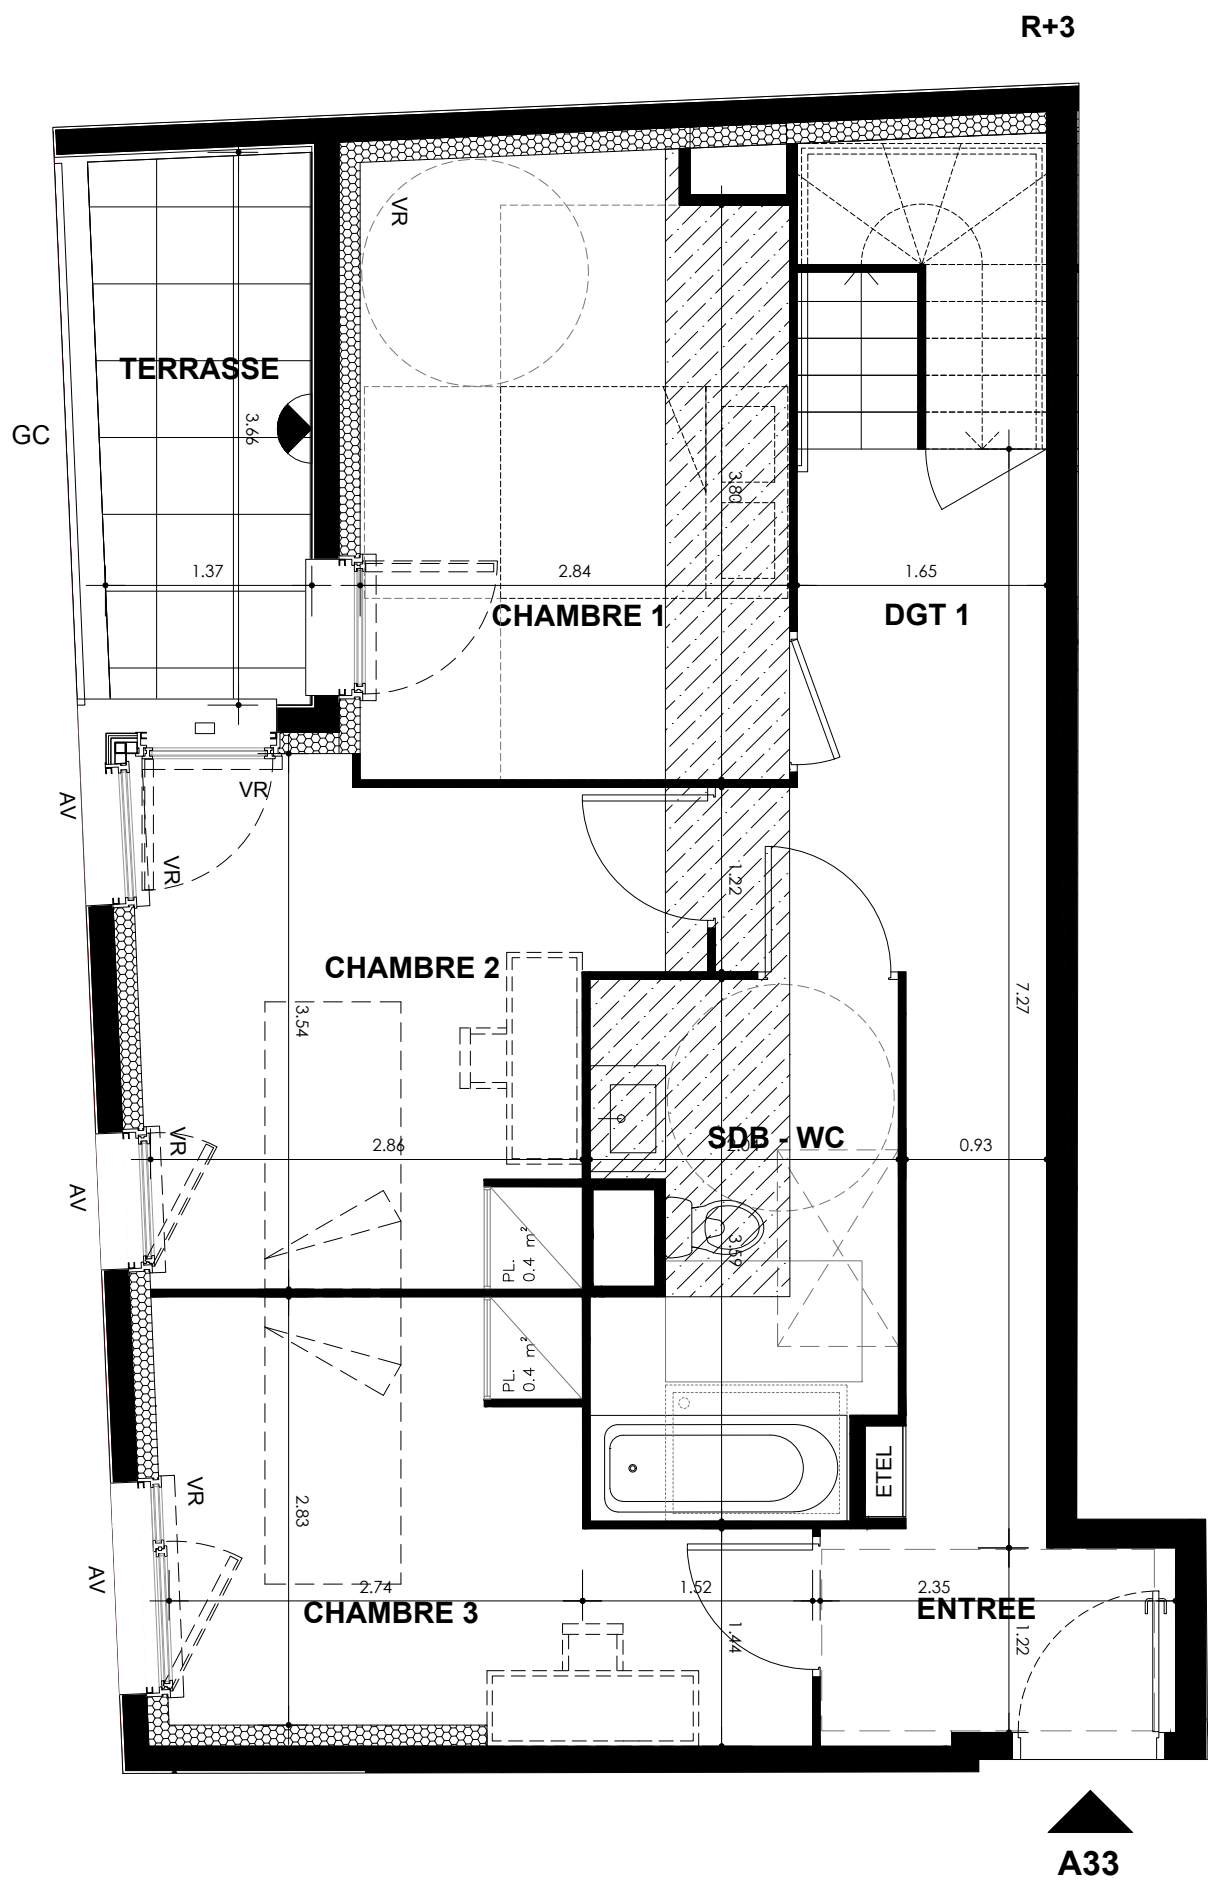 R+3
VR
TERRASSE
3.66
GC
3.80
1.37
2.84
1.65
CHAMBRE 1
DGT 1
VR
AV
VR
1.22
CHAMBRE 2
3.54
7.27
VR
2.86
SDB - WC
0.93
AV
3.59
PL.
0.4 m²
PL.
0.4 m²
ETEL
VR
2.83
AV
2.74
1.52
2.35
CHAMBRE 3
ENTREE
1.44
1.22
A33